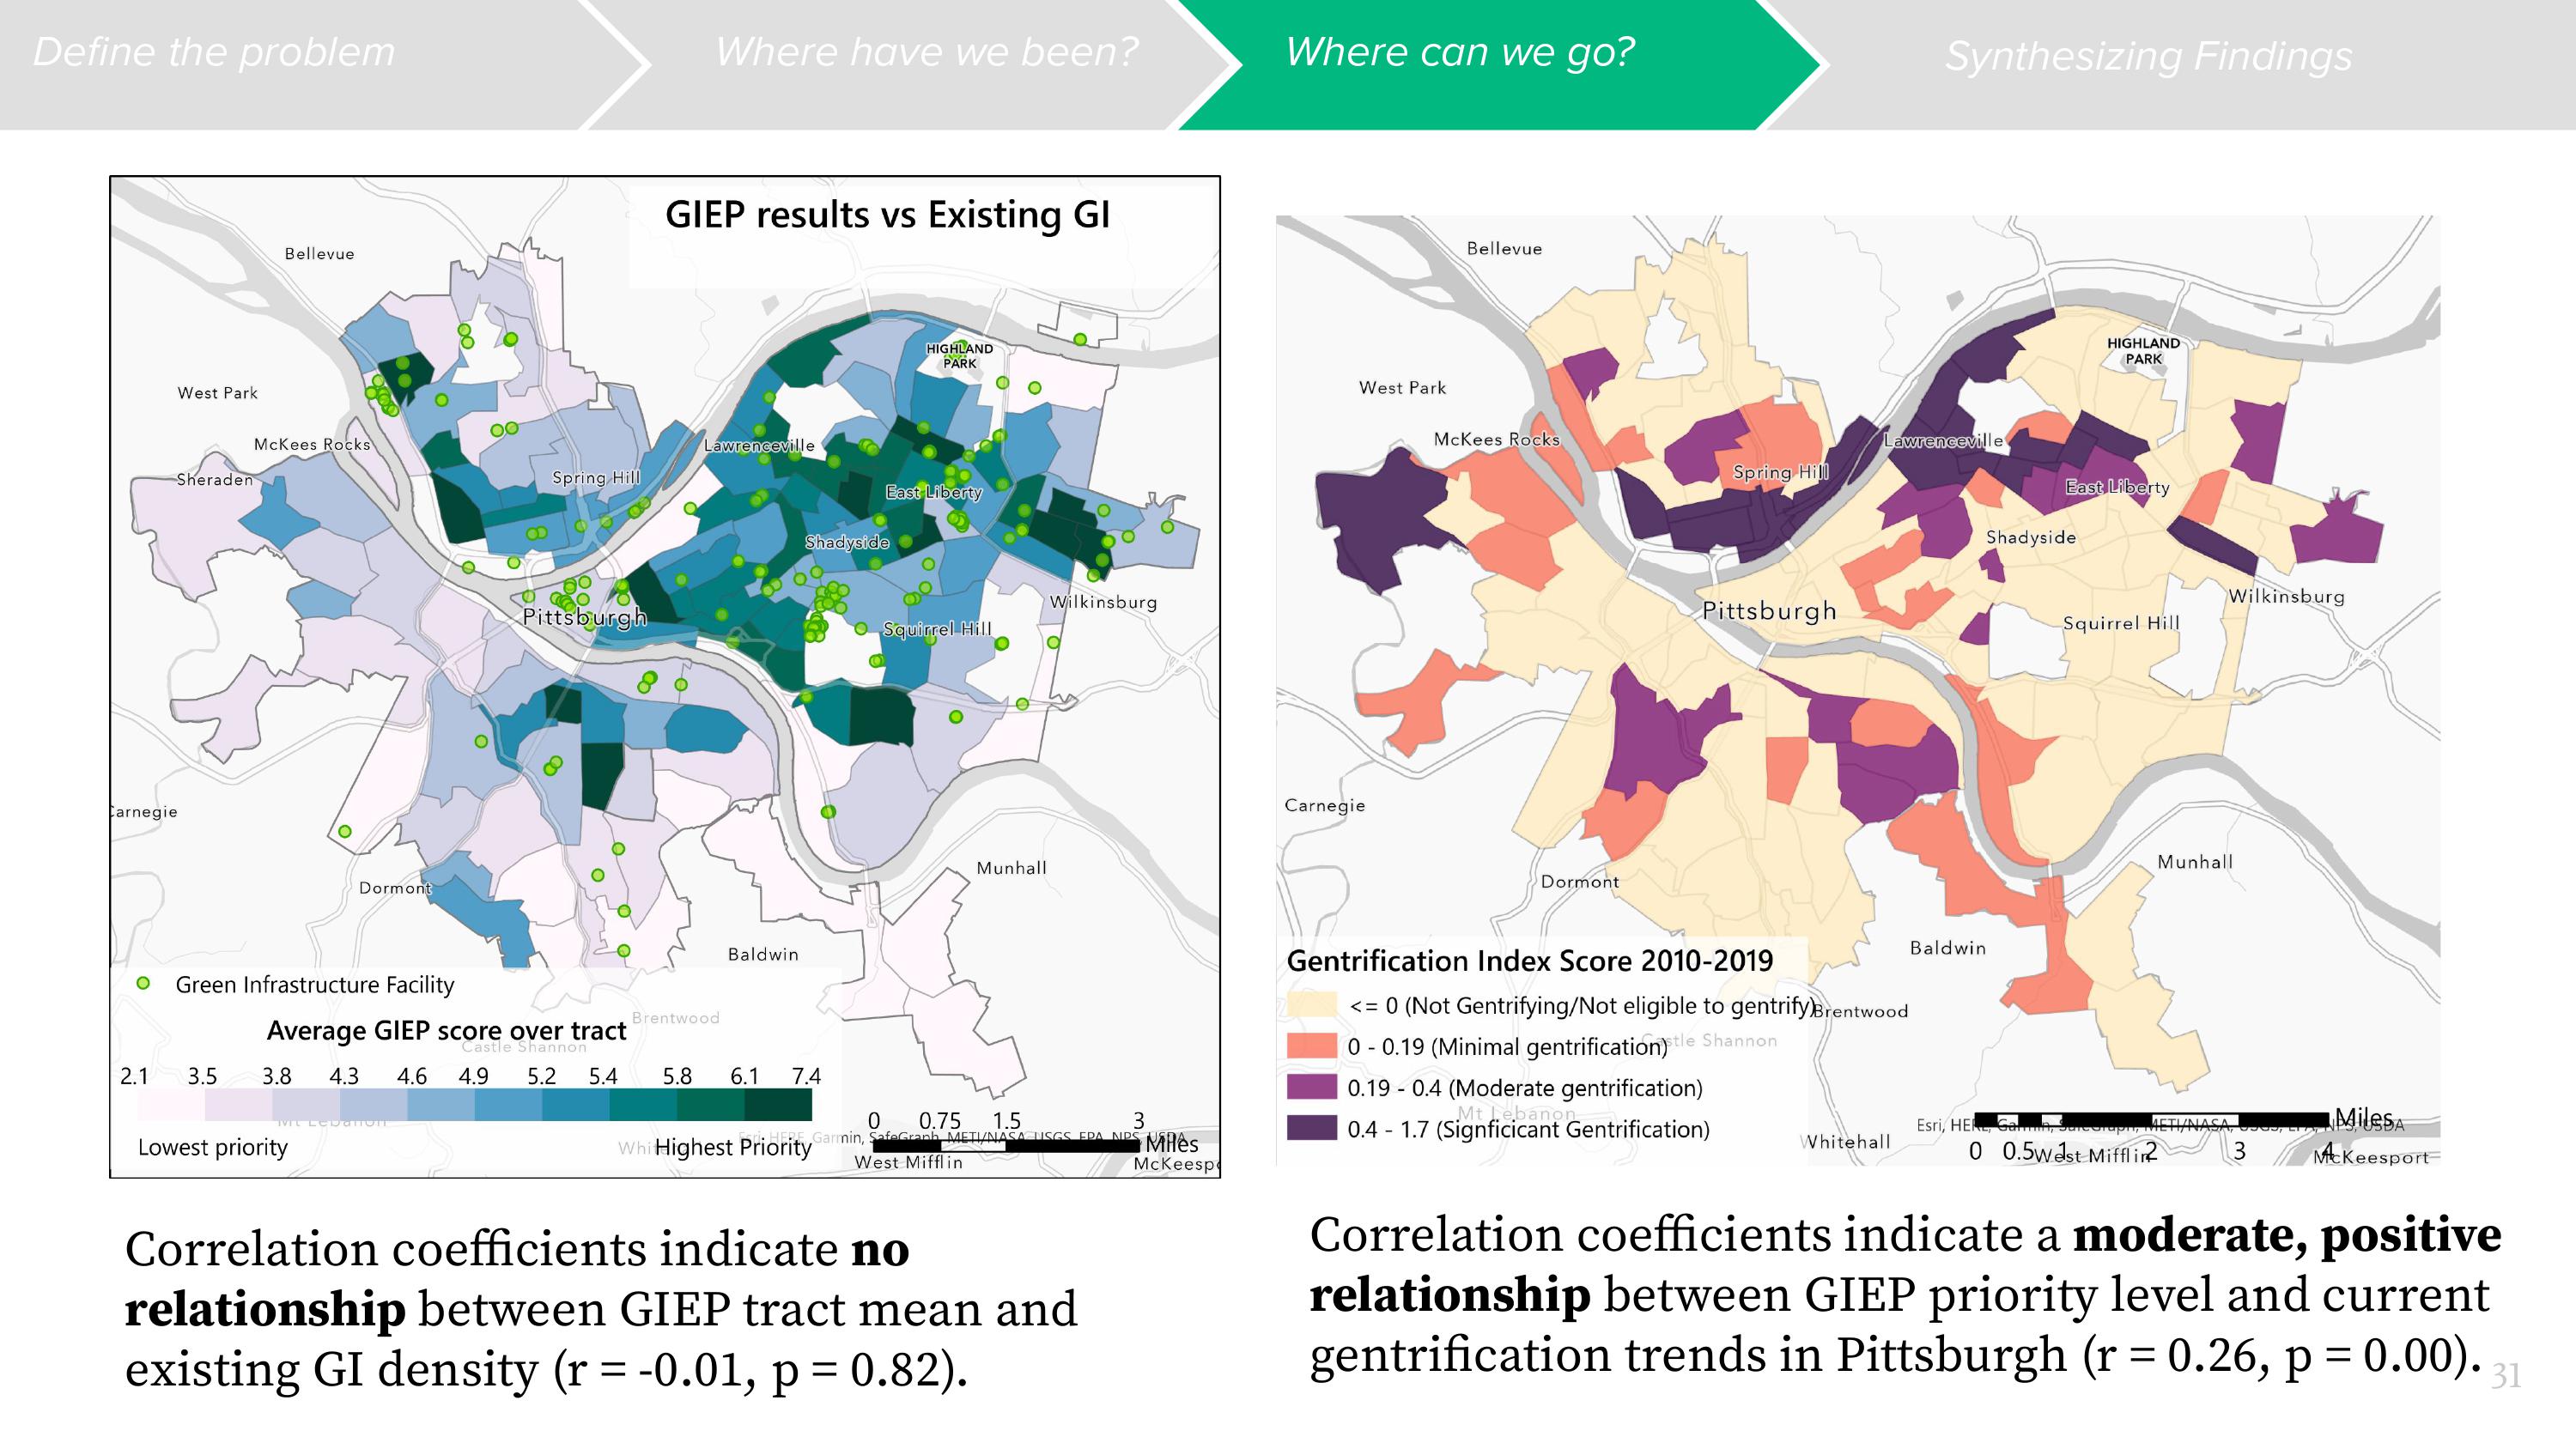 Define the problem
Where have we been?
Where can we go?
Synthesizing Findings
GIEP results vs Existing GI
Bellevue
HIGHLAND
PARK
West Park
McKees Rocks
Lawrenceville
Sheraden
Spring Hill
East Liberty
Shadyside
Wilkinsburg
Pittsburgh
Squirrel Hill
Carnegie
Munhall
Dormont
Baldwin
Green Infrastructure Facility
Brentwood
Average GIEP score over tract
Castle Shannon
2.1 3.5 3.8 4.3 4.6 4.9 5.2 5.4 5.8 6.1 7.4
Mt Lebanon
Lowest priority
Highest Priority
0 0.75 1.5 3
Esri, HERE, Garmin, SafeGraph, METI/NASA, USGS, EPA, NPS, USDA
Miles
West Mifflin
McKeespo
Bellevue
HIGHLAND
PARK
West Park
McKees Rocks
Lawrenceville
Spring Hill
East Liberty
Shadyside
Wilkinsburg
Pittsburgh
Squirrel Hill
Carnegie
Munhall
Dormont
Baldwin
Gentrification Index Score 2010-2019
<= 0 (Not Gentrifying/Not eligible to gentrify)
Brentwood
0 - 0.19 (Minimal gentrification)
Castle Shannon
0.19 - 0.4 (Moderate gentrification)
Mt Lebanon
0.4 - 1.7 (Signficicant Gentrification)
Whitehall
Esri, HERE, Garmin, SafeGraph, METI/NASA, USGS, EPA, NPS, USDA
Miles
0 0.5 1 2 3 4
West Mifflin
McKeesport
Correlation coefficients indicate no
relationship between GIEP tract mean and
existing GI density (r = -0.01, p = 0.82).
Correlation coefficients indicate a moderate, positive
relationship between GIEP priority level and current
gentrification trends in Pittsburgh (r = 0.26, p = 0.00).
31